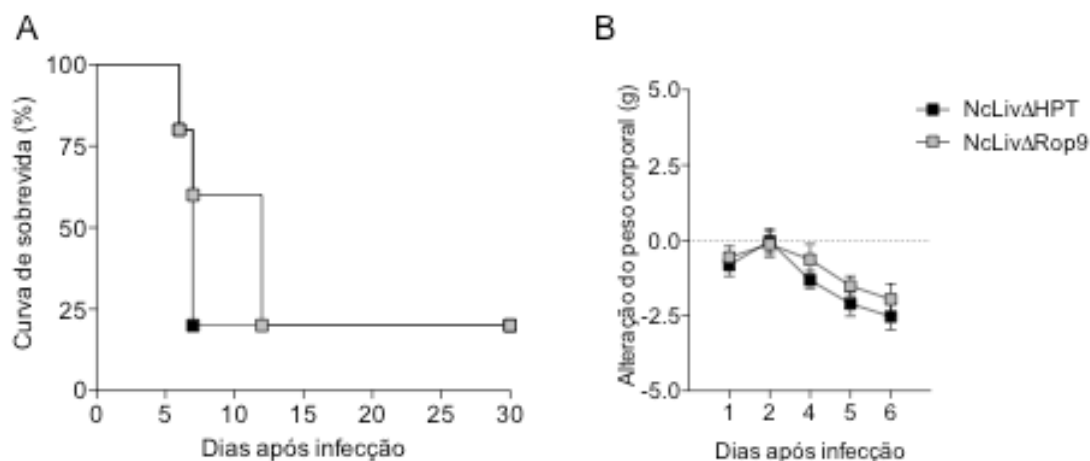 A
Curva de sobrevida (%)
100
75
50
25
0
0 5 10 15 20 25 30
Dias após infecção
B
Alteração do peso corporal (g)
5.0
2.5
0.0
-2.5
-5.0
1 2 4 5 6
Dias após infecção
NcLivΔHPT
NcLivΔRop9